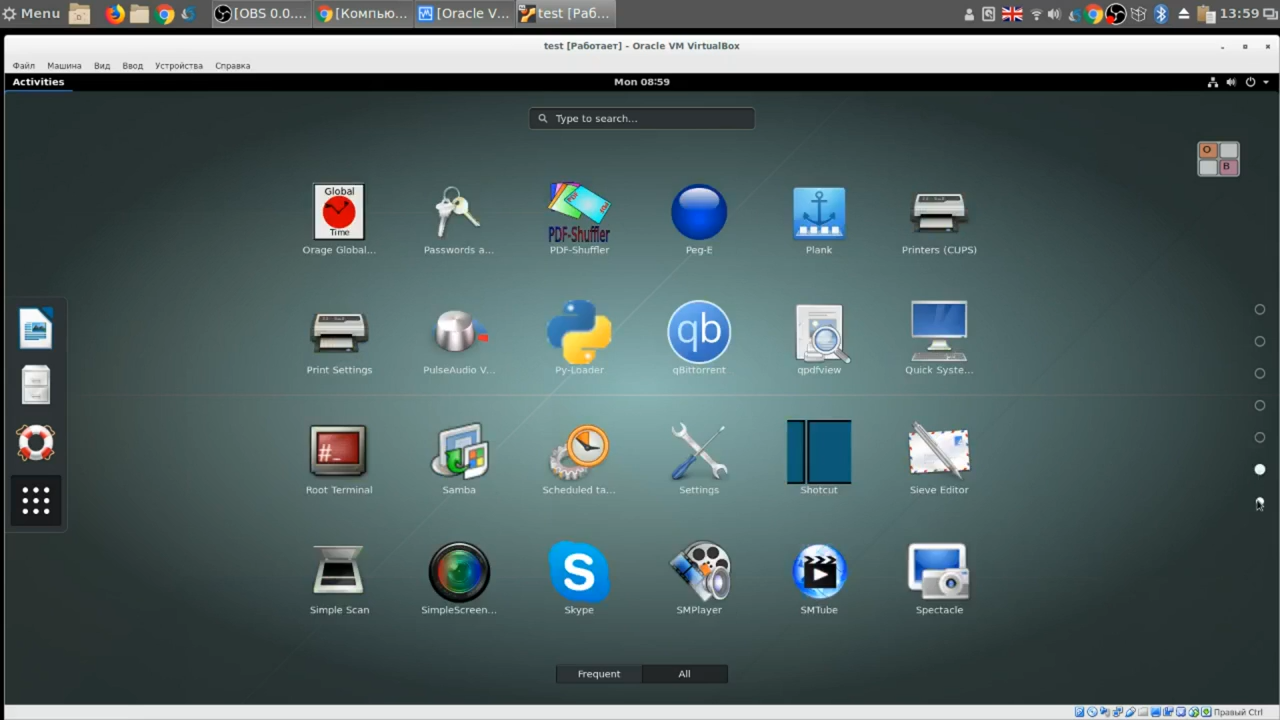 Menu
[OBS 0.0....
[Компью...
[Oracle V...
test [Раб...
13:59
test [Работает] - Oracle VM VirtualBox
Файл Машина Вид Ввод Устройства Справка
Activities
Mon 08:59
Type to search...
O
B
Global
Time
PDF-Shuffler
Orage Global...
Passwords a...
PDF-Shuffler
Peg-E
Plank
Printers (CUPS)
qb
Print Settings
PulseAudio V...
Py-Loader
qBittorrent
qpdfview
Quick Syste...
#_
Root Terminal
Samba
Scheduled ta...
Settings
Shotcut
Sieve Editor
S
Simple Scan
SimpleScreen...
Skype
SMPlayer
SMTube
Spectacle
Frequent
All
Правый Ctrl